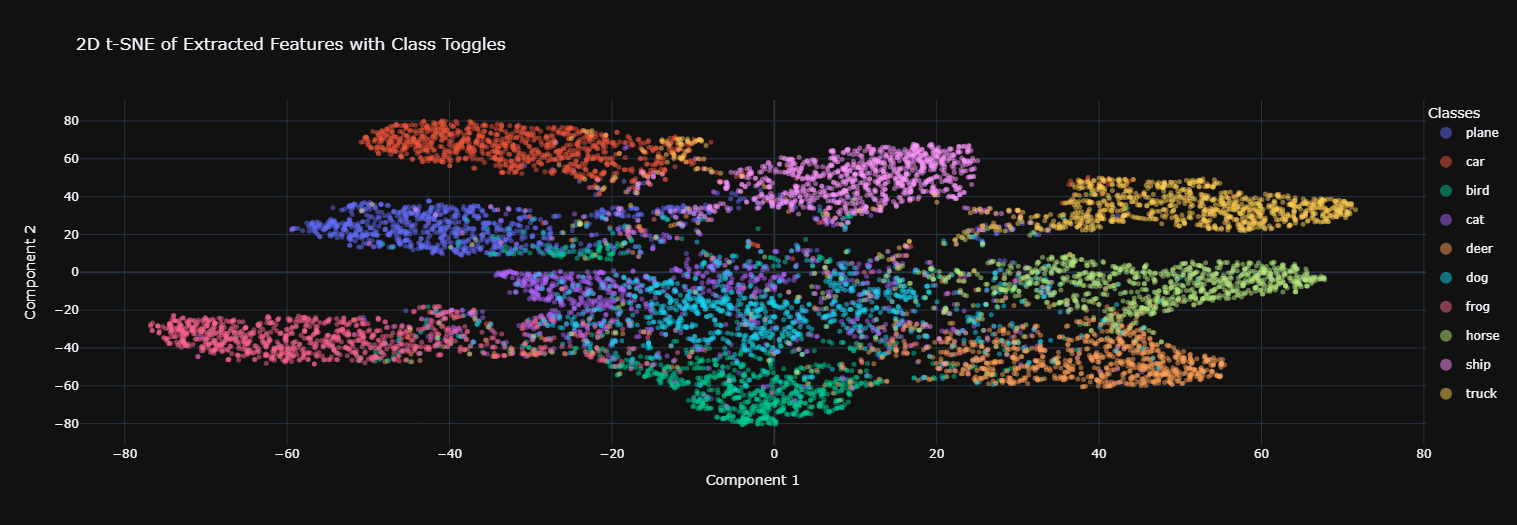 2D t-SNE of Extracted Features with Class Toggles
Classes
plane
car
bird
cat
deer
dog
frog
horse
ship
truck
Component 2
80
60
40
20
0
−20
−40
−60
−80
−80
−60
−40
−20
0
20
40
60
80
Component 1